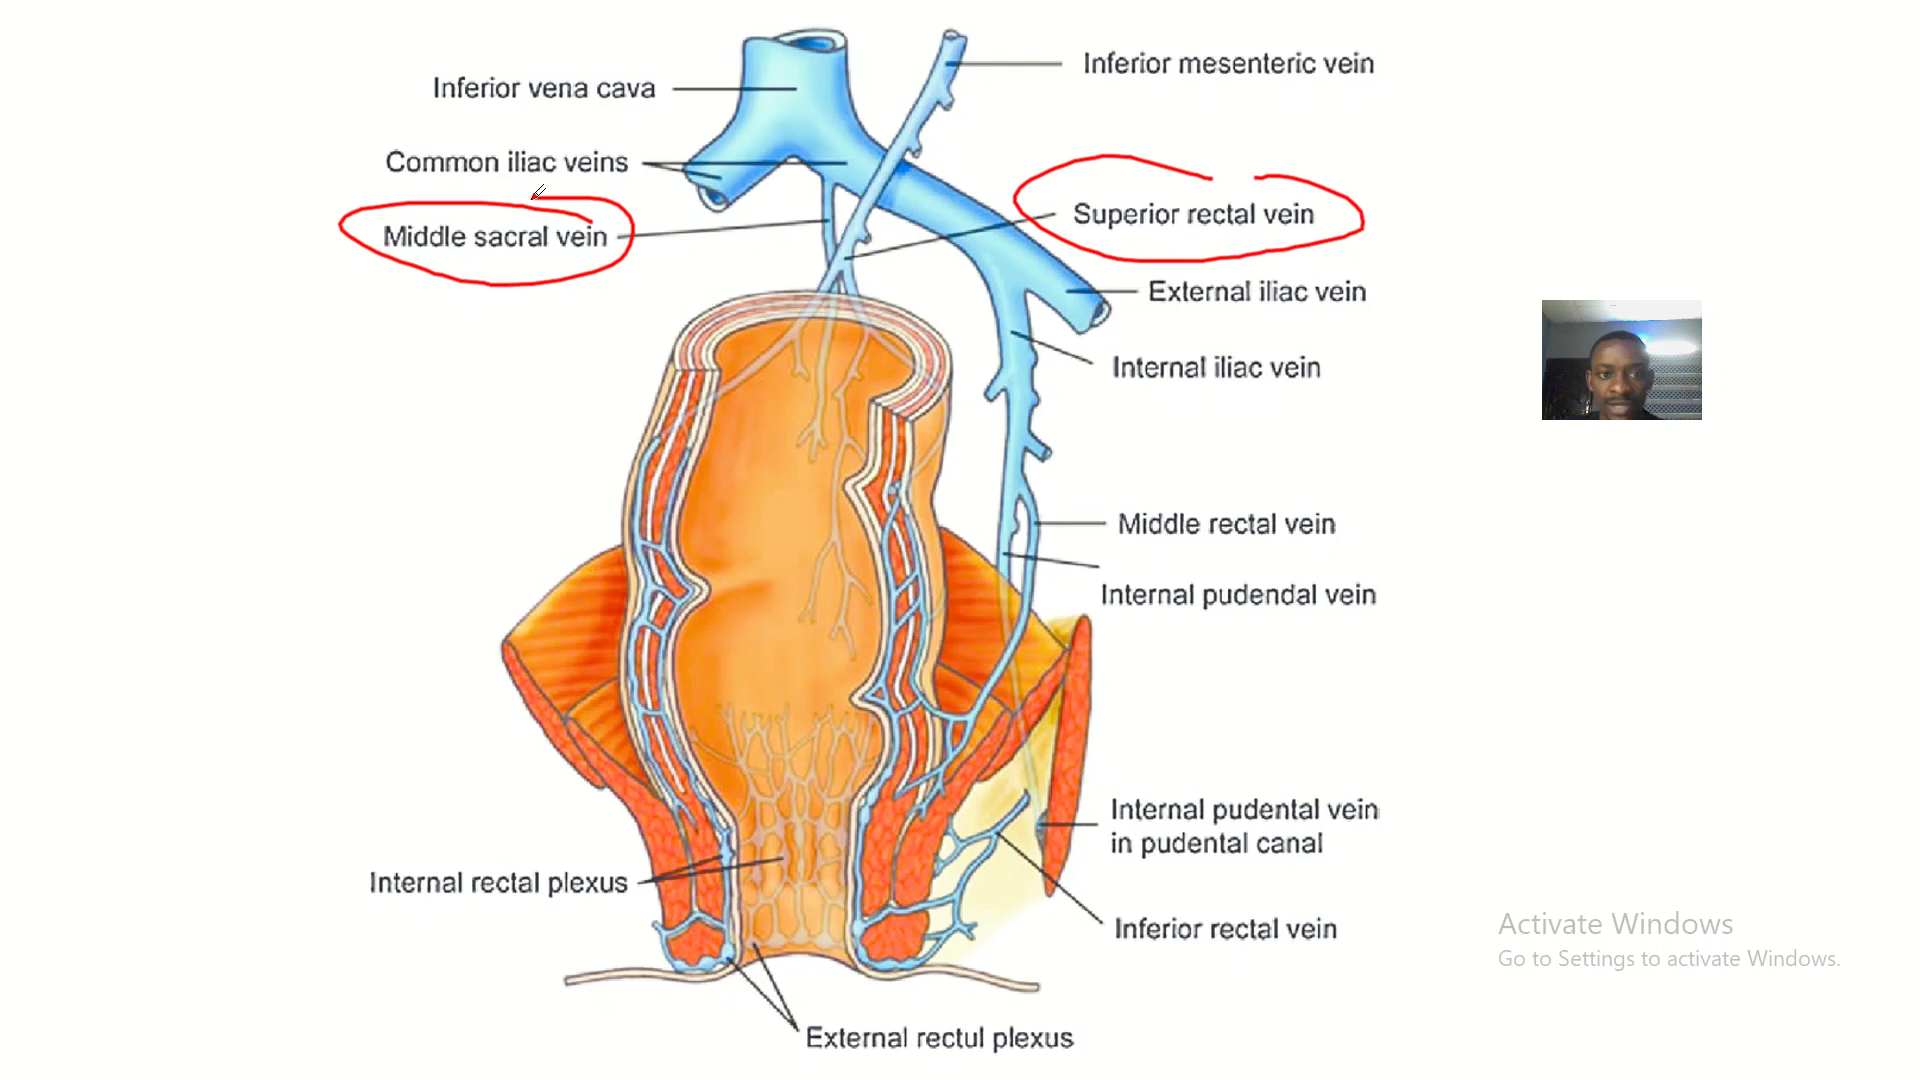 Inferior vena cava
Inferior mesenteric vein
Common iliac veins
Middle sacral vein
Superior rectal vein
External iliac vein
Internal iliac vein
Middle rectal vein
Internal pudendal vein
Internal pudental vein
in pudental canal
Internal rectal plexus
Inferior rectal vein
External rectul plexus
Activate Windows
Go to Settings to activate Windows.